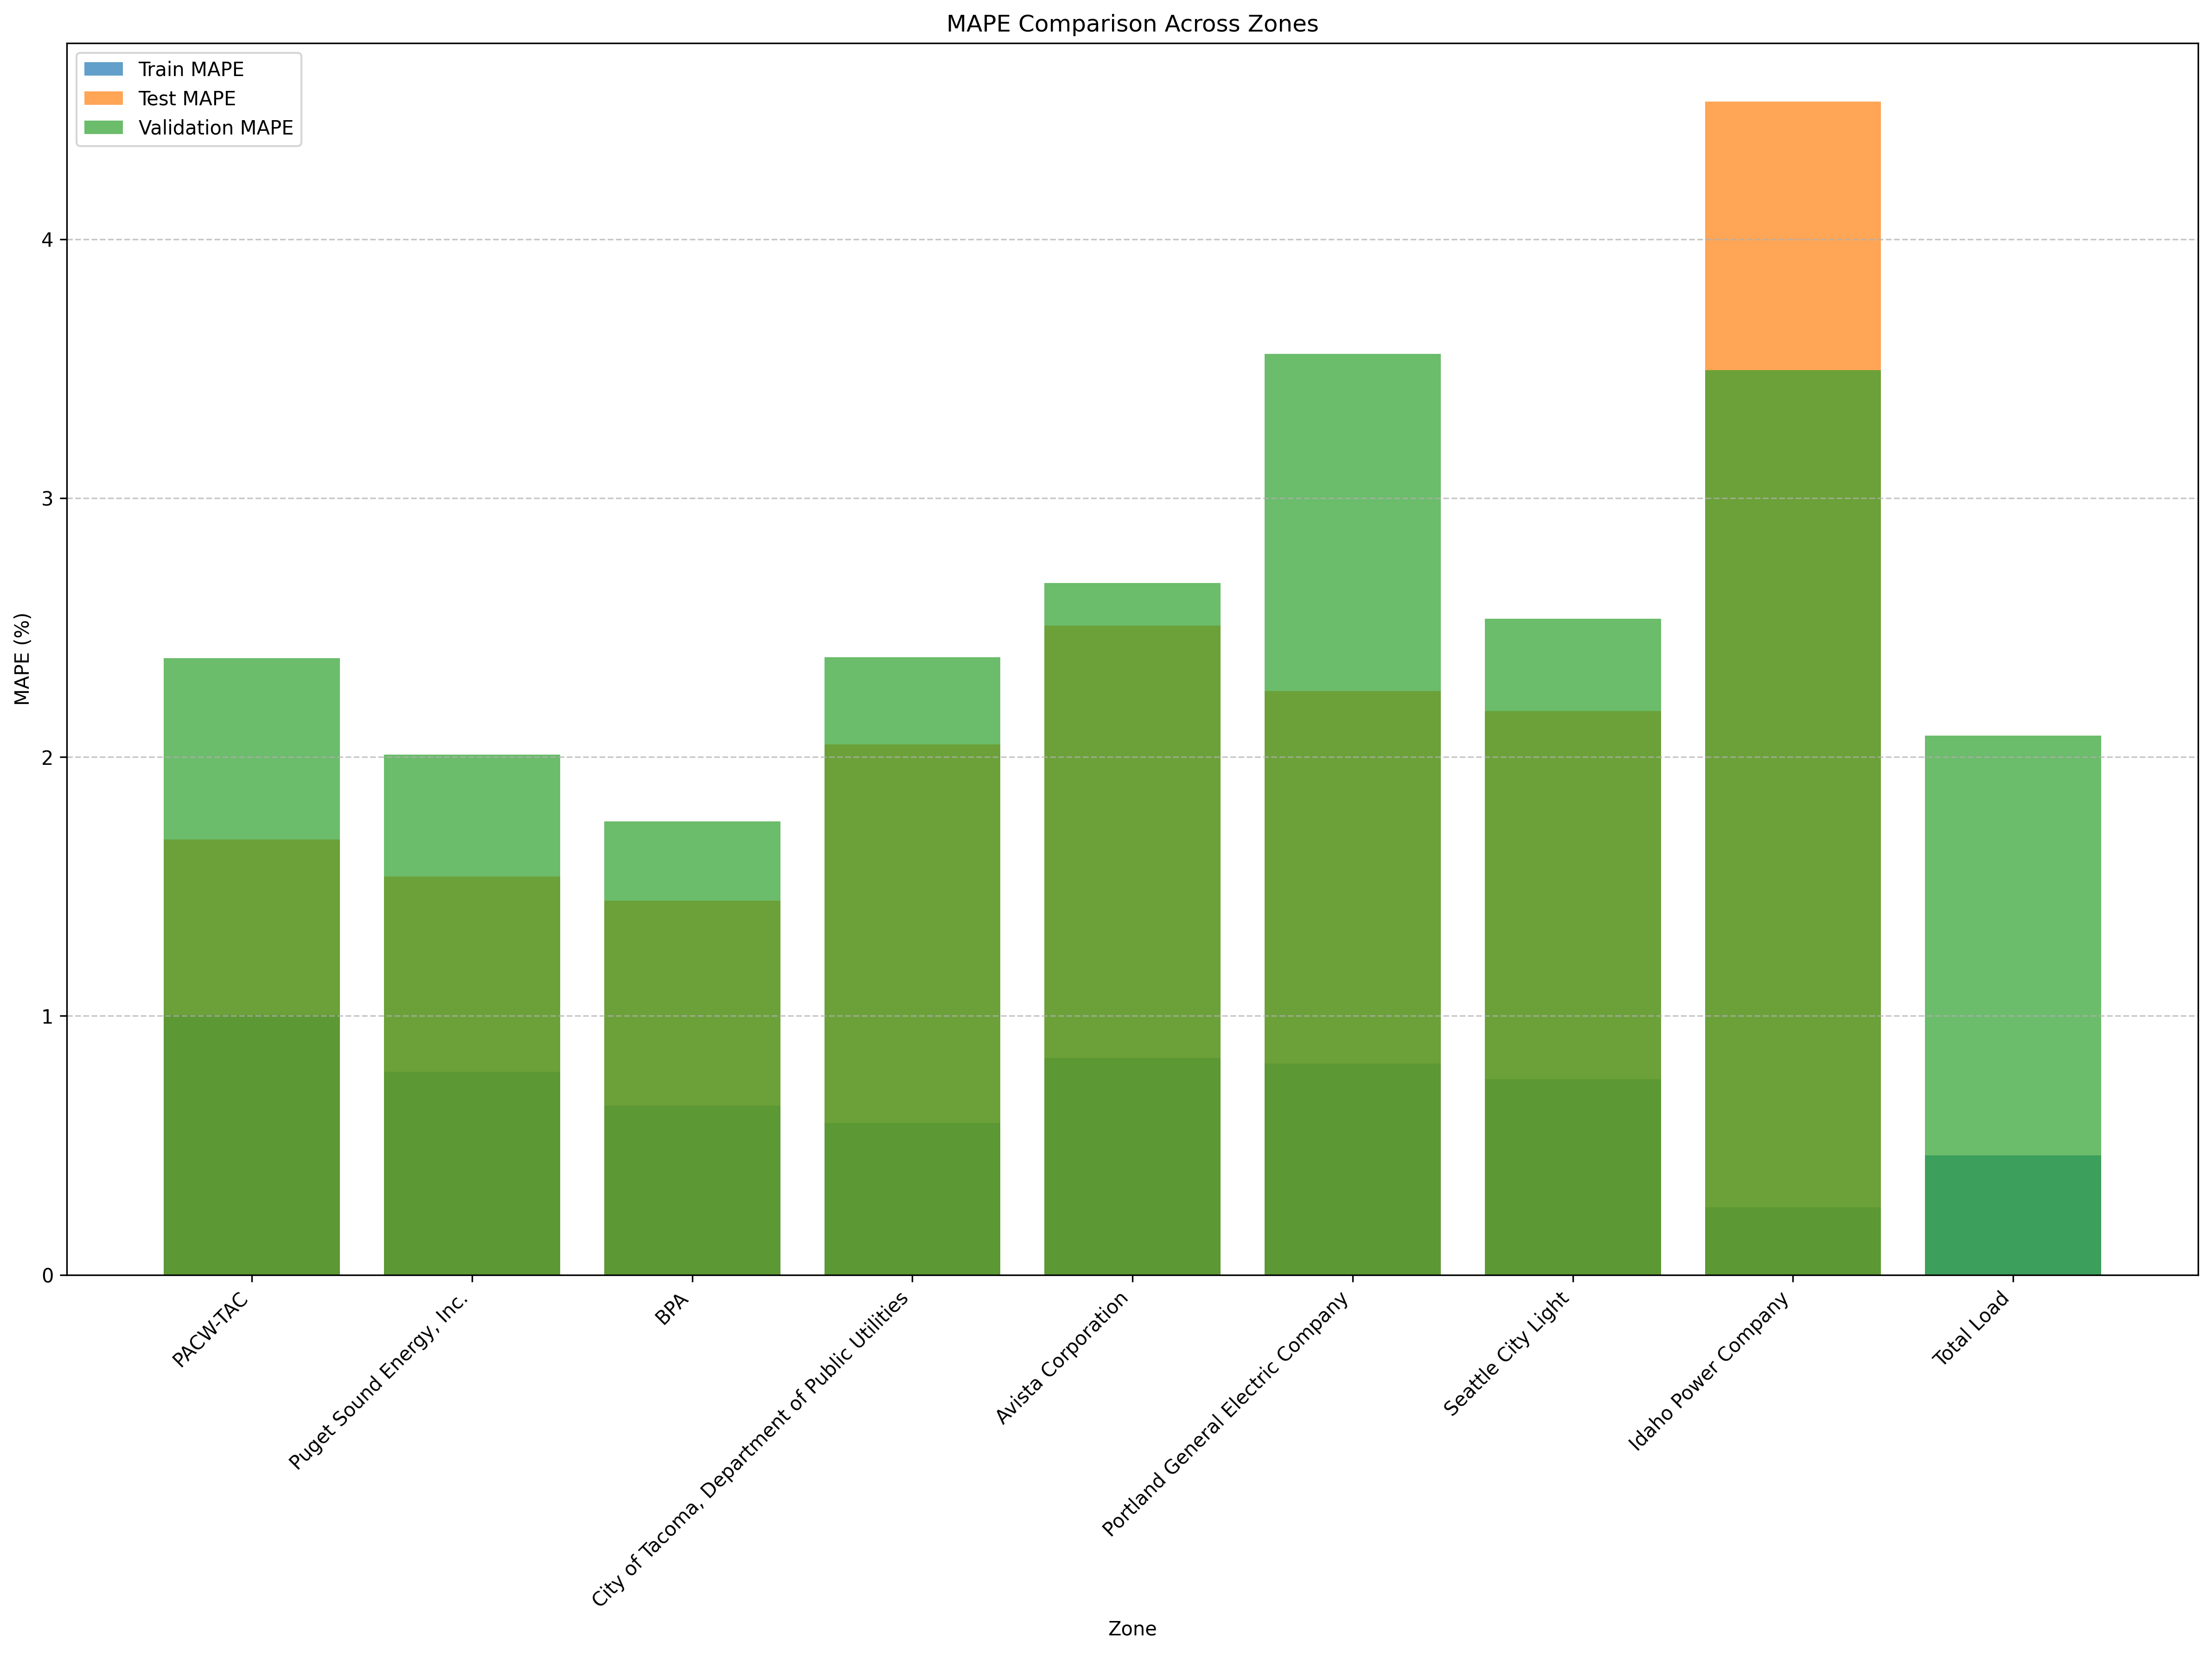 MAPE Comparison Across Zones
Train MAPE
Test MAPE
Validation MAPE
MAPE (%)
4
3
2
1
0
PACW-TAC
Puget Sound Energy, Inc.
BPA
City of Tacoma, Department of Public Utilities
Avista Corporation
Portland General Electric Company
Seattle City Light
Idaho Power Company
Total Load
Zone